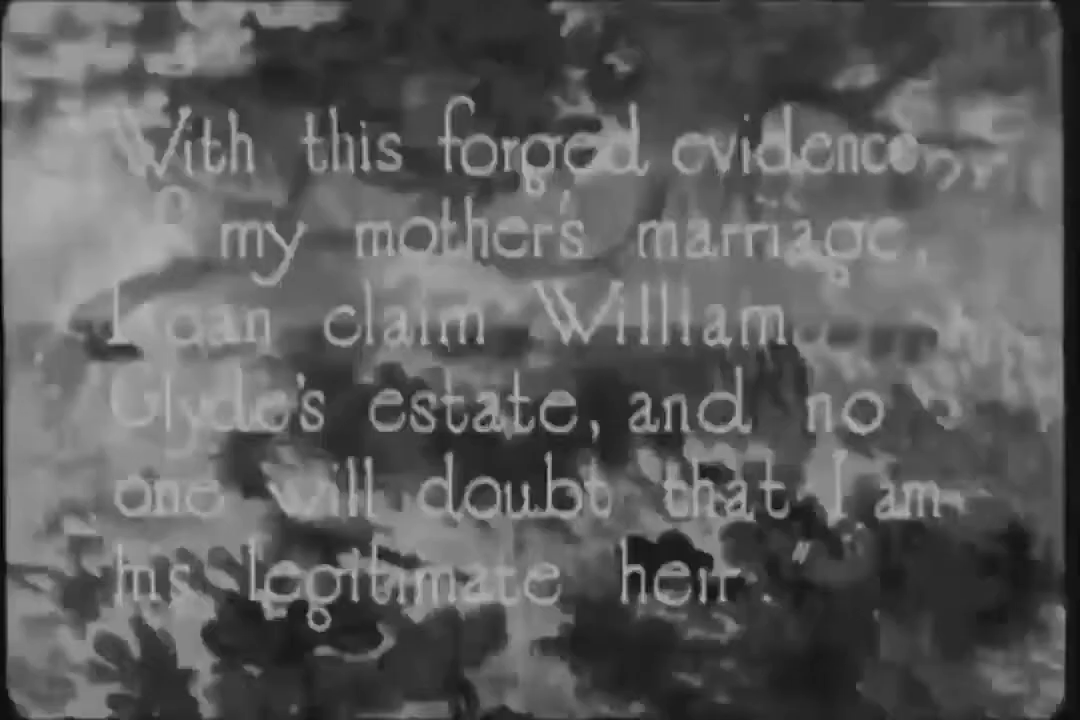 With this forged evidence
of my mother's marriage,
I can claim William
Clyde's estate, and no
one will doubt that I am
his legitimate heir."